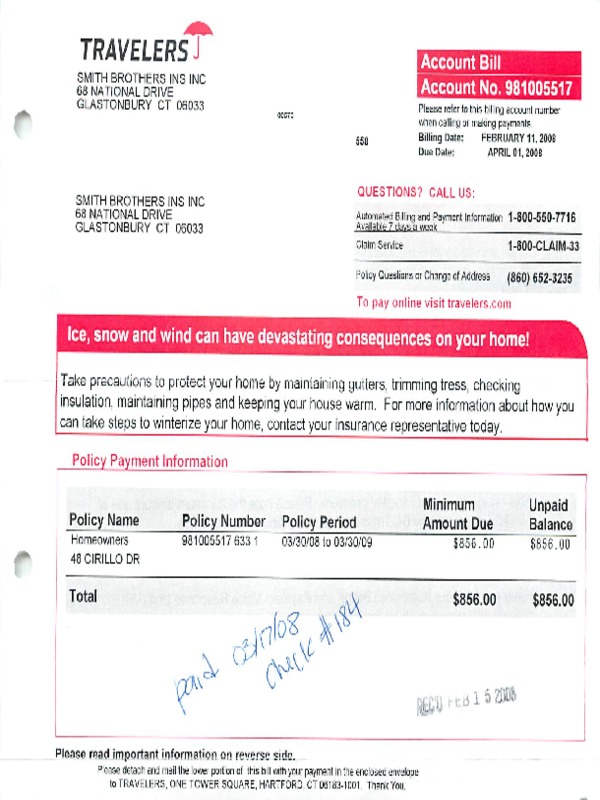 TRAVELERS
SMITH BROTHERS INS INC
68 NATIONAL DRIVE
GLASTONBURY CT 06033
Account Bill
Account No. 981005517
Please refer to this billing account number
when calling or making payments
Billing Date: FEBRUARY 11, 2008
Due Date: APRIL 01, 2008
558
SMITH BROTHERS INS INC
68 NATIONAL DRIVE
GLASTONBURY CT 06033
QUESTIONS? CALL US:
Automated Billing and Payment Information 1-800-550-7716
Available 7 days a week
Claim Service 1-800-CLAIM-33
Policy Questions or Change of Address (860) 652-3235
To pay online visit travelers.com
Ice, snow and wind can have devastating consequences on your home!
Take precautions to protect your home by maintaining gutters, trimming tress, checking
insulation, maintaining pipes and keeping your house warm. For more information about how you
can take steps to winterize your home, contact your insurance representative today.
Policy Payment Information
Policy Name Policy Number Policy Period Minimum Amount Due Unpaid Balance
Homeowners 981005517 633 1 03/30/08 to 03/30/09 $856.00 $856.00
48 CIRILLO DR
Total $856.00 $856.00
paid 03/17/08
check #184
REC'D FEB 15 2008
Please read important information on reverse side.
Please detach and mail the lower portion of this bill with your payment in the enclosed envelope
to TRAVELERS, ONE TOWER SQUARE, HARTFORD, CT 06183-1001. Thank You.